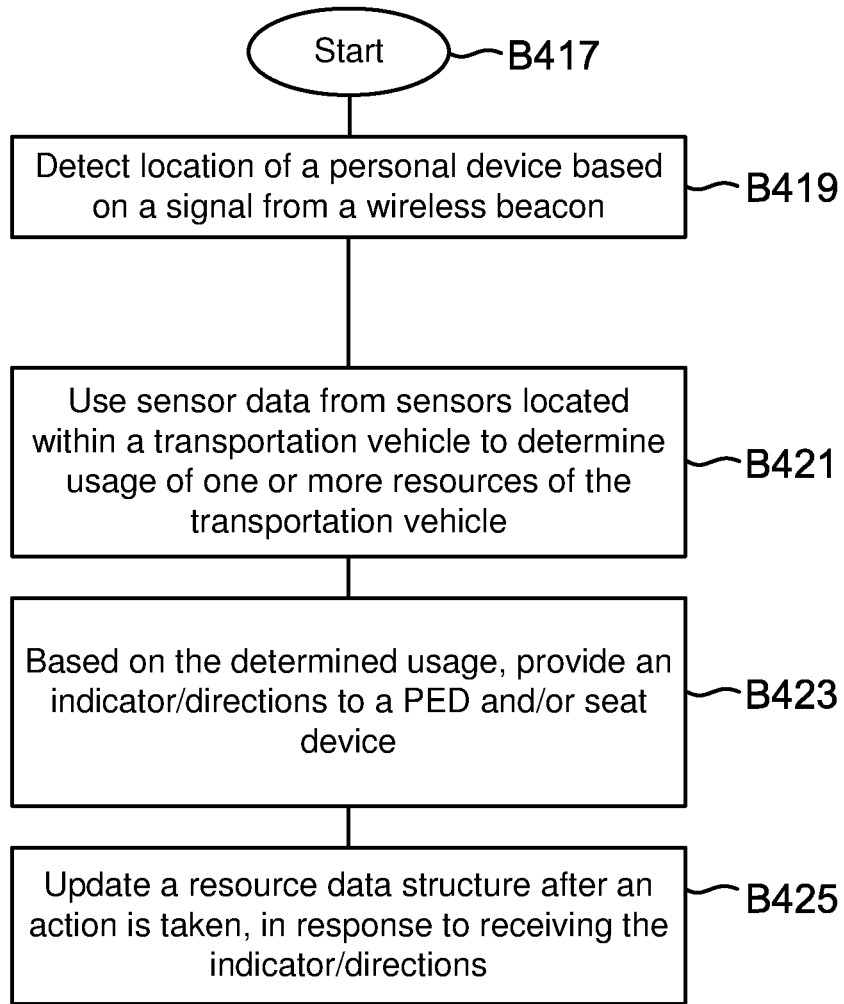 Start
B417
Detect location of a personal device based
on a signal from a wireless beacon
B419
Use sensor data from sensors located
within a transportation vehicle to determine
usage of one or more resources of the
transportation vehicle
B421
Based on the determined usage, provide an
indicator/directions to a PED and/or seat
device
B423
Update a resource data structure after an
action is taken, in response to receiving the
indicator/directions
B425